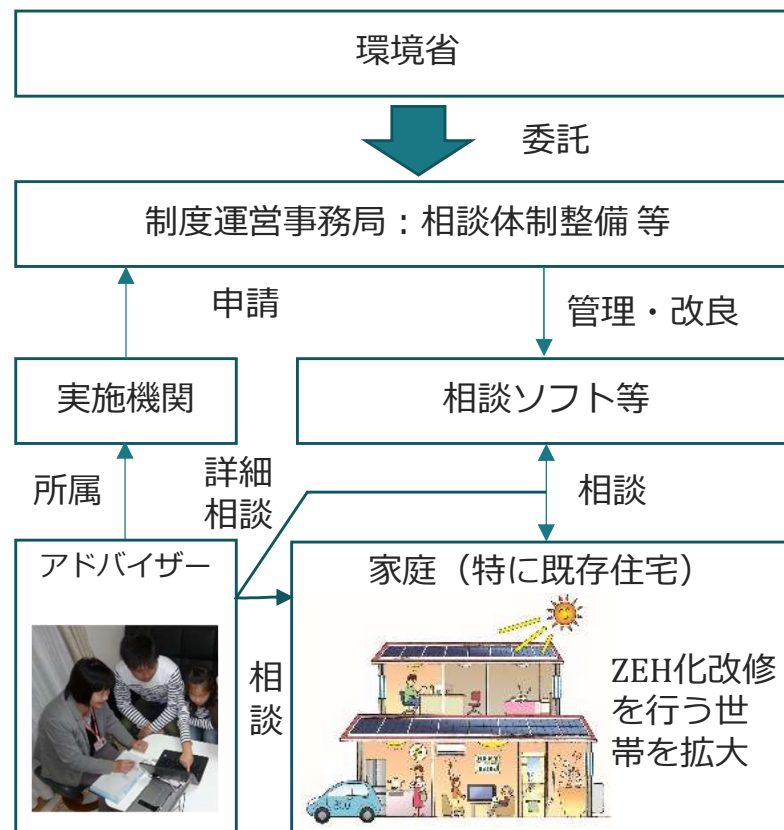 環境省
委託
制度運営事務局：相談体制整備 等
申請
管理・改良
実施機関
相談ソフト等
所属
詳細
相談
相談
アドバイザー
家庭（特に既存住宅）
相
談
ZEH化改修
を行う世
帯を拡大